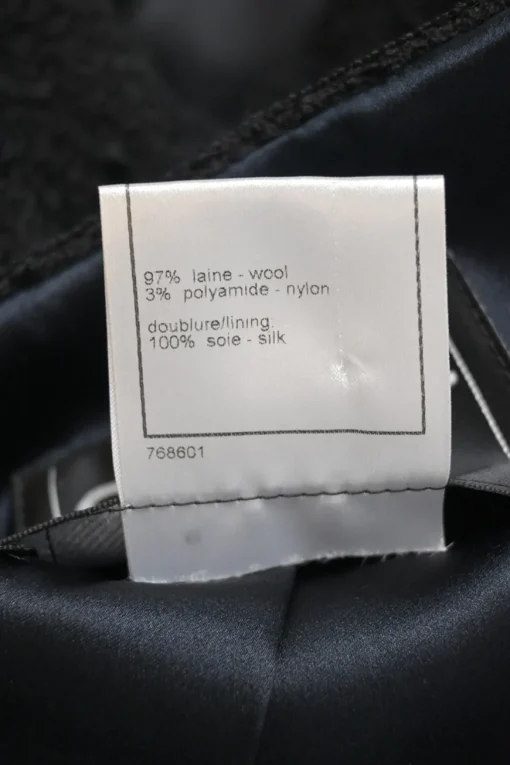 97% laine - wool
3% polyamide - nylon
doublure/lining:
100% soie - silk
768601